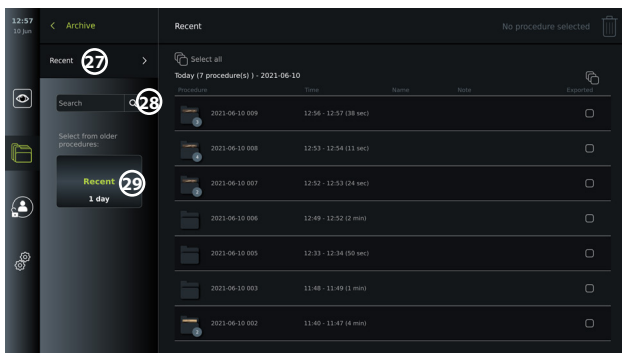 12:57
10 Jun
Archive
Recent
No procedure selected
Recent
27
Select all
Today (7 procedure(s) ) - 2021-06-10
Procedure Time Name Note Exported
Search
28
2021-06-10 009 12:56 - 12:57 (38 sec)
2021-06-10 008 12:53 - 12:54 (11 sec)
4
Select from older
procedures:
Recent
29
1 day
2021-06-10 007 12:52 - 12:53 (24 sec)
2
2021-06-10 006 12:49 - 12:52 (2 min)
2021-06-10 005 12:33 - 12:34 (50 sec)
2021-06-10 003 11:48 - 11:49 (1 min)
2021-06-10 002 11:40 - 11:47 (4 min)
2